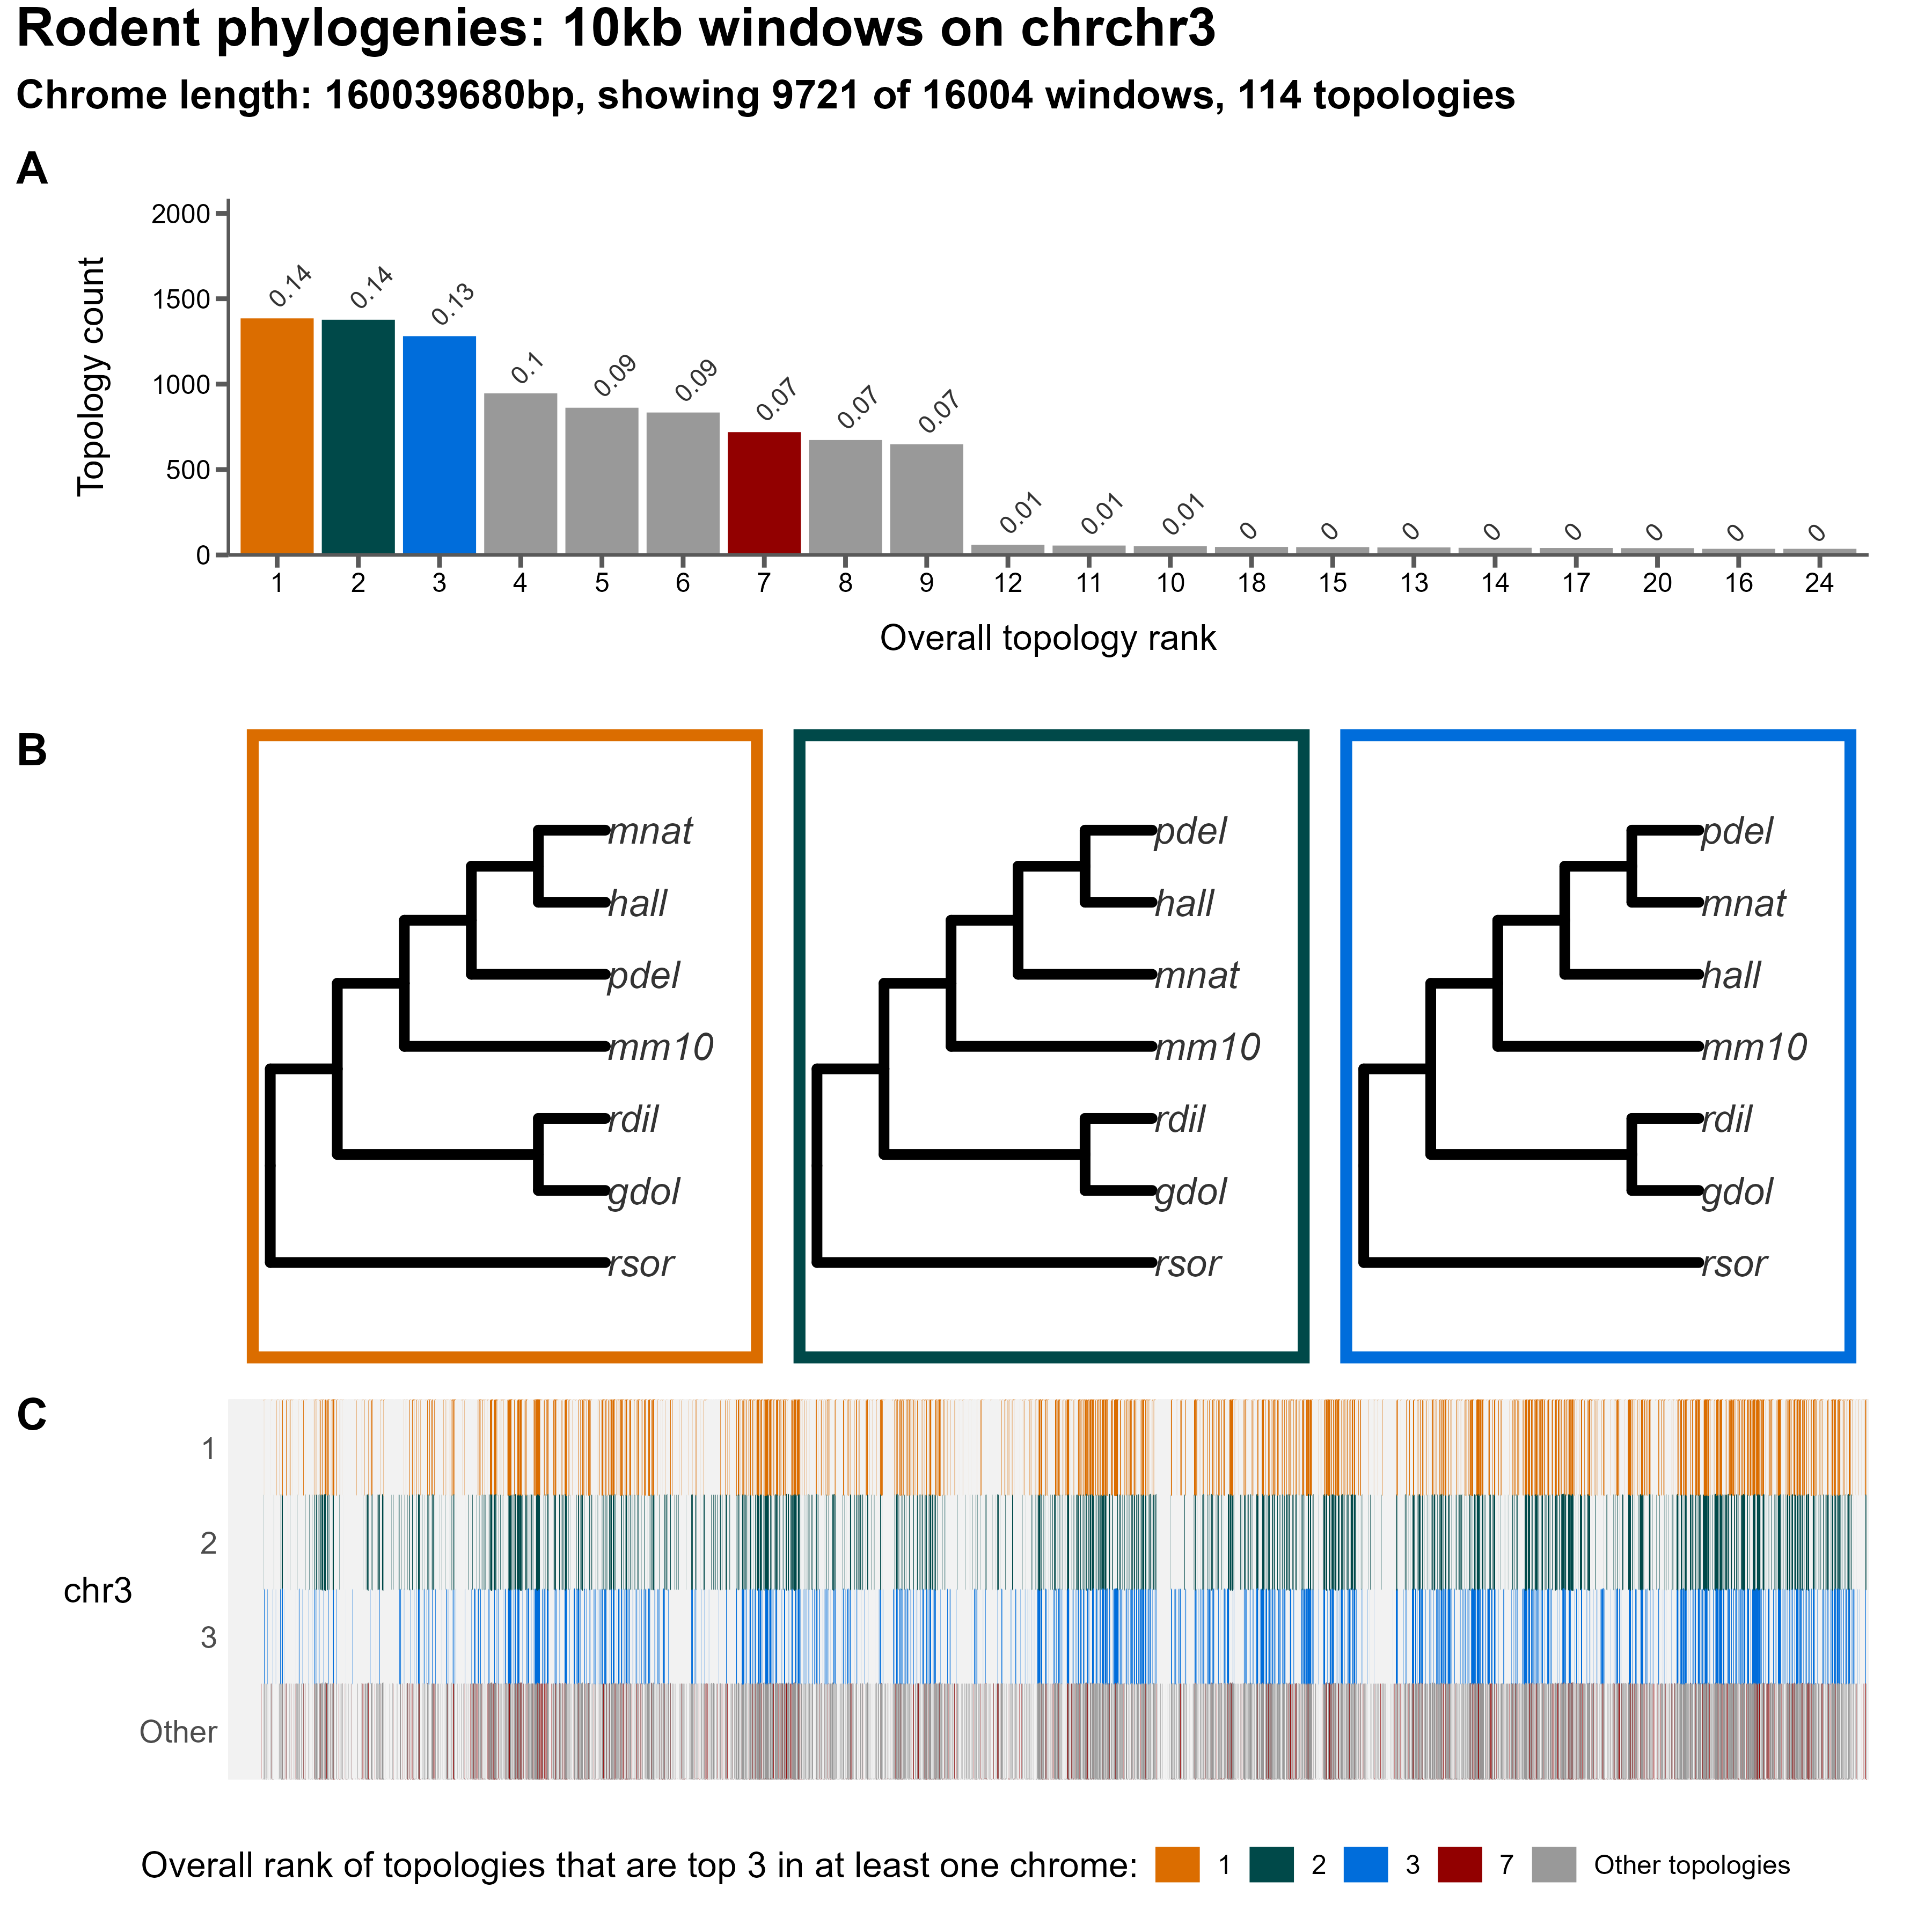 Rodent phylogenies: 10kb windows on chrchr3
Chrome length: 160039680bp, showing 9721 of 16004 windows, 114 topologies
A
Topology count
2000
1500
1000
500
0
0.14 0.14 0.13 0.1 0.09 0.09 0.07 0.07 0.07 0.01 0.01 0.01 0 0 0 0 0 0 0 0
1 2 3 4 5 6 7 8 9 12 11 10 18 15 13 14 17 20 16 24
Overall topology rank
B
mnat
hall
pdel
mm10
rdil
gdol
rsor
pdel
hall
mnat
mm10
rdil
gdol
rsor
pdel
mnat
hall
mm10
rdil
gdol
rsor
C
chr3
1
2
3
Other
Overall rank of topologies that are top 3 in at least one chrome: 1 2 3 7 Other topologies